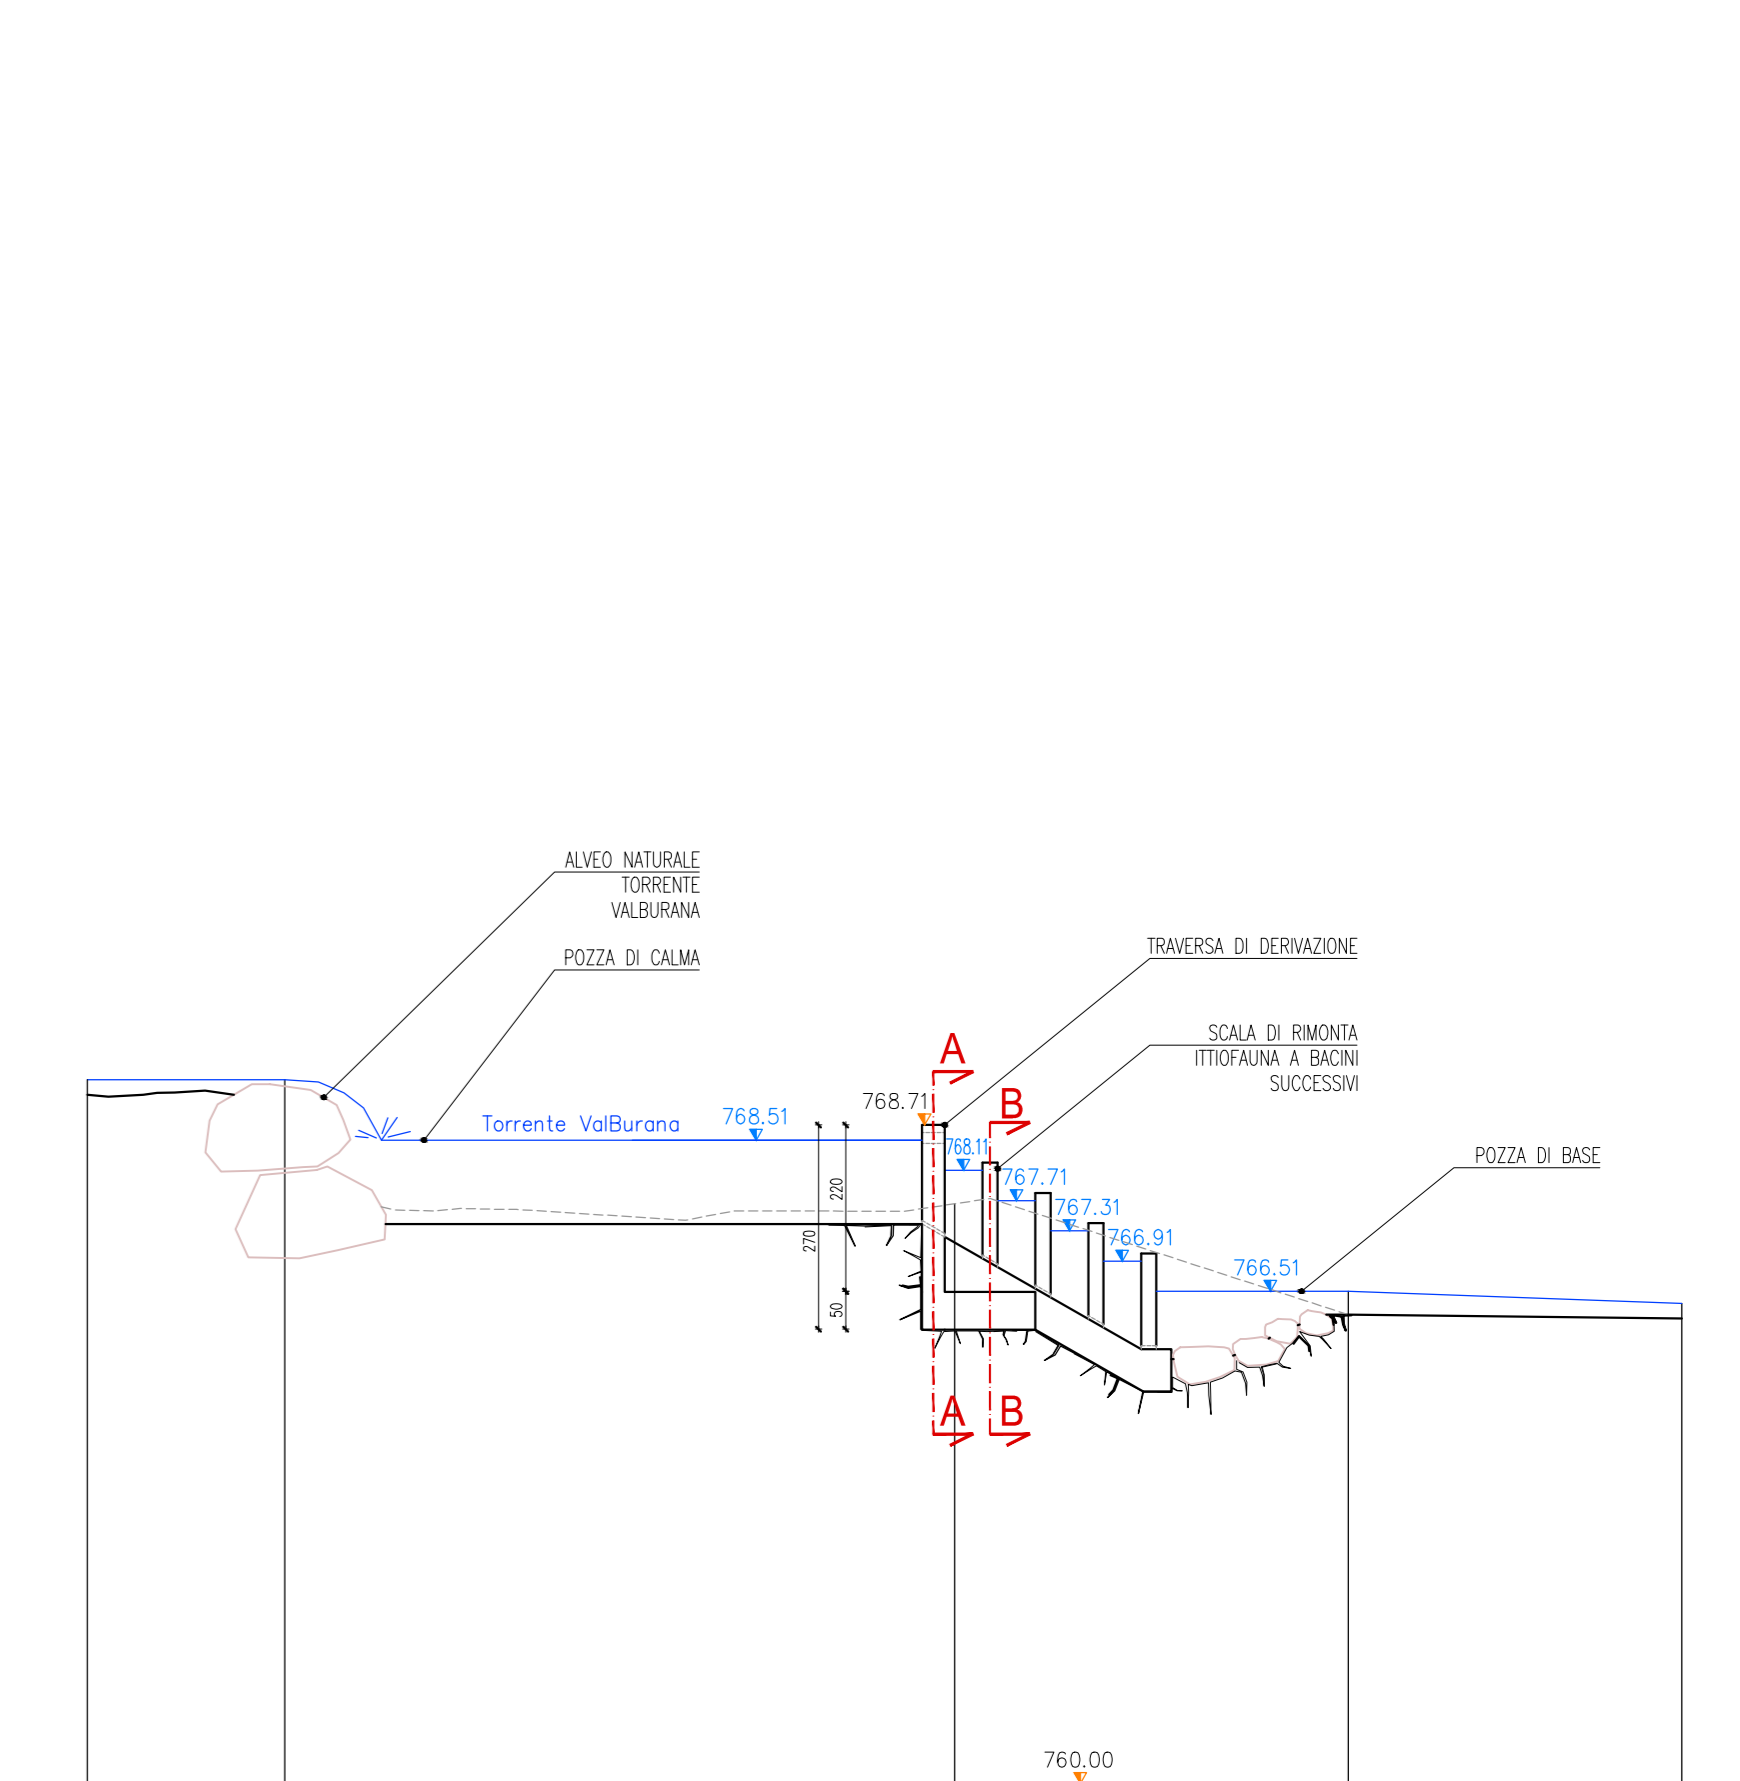 ALVEO NATURALE
TORRENTE
VALBURANA
POZZA DI CALMA
TRAVERSA DI DERIVAZIONE
SCALA DI RIMONTA
ITTIOFAUNA A BACINI
SUCCESSIVI
A
B
768.71
Torrente ValBurana
768.51
768.11
POZZA DI BASE
767.71
220
767.31
270
766.91
766.51
50
A
B
760.00